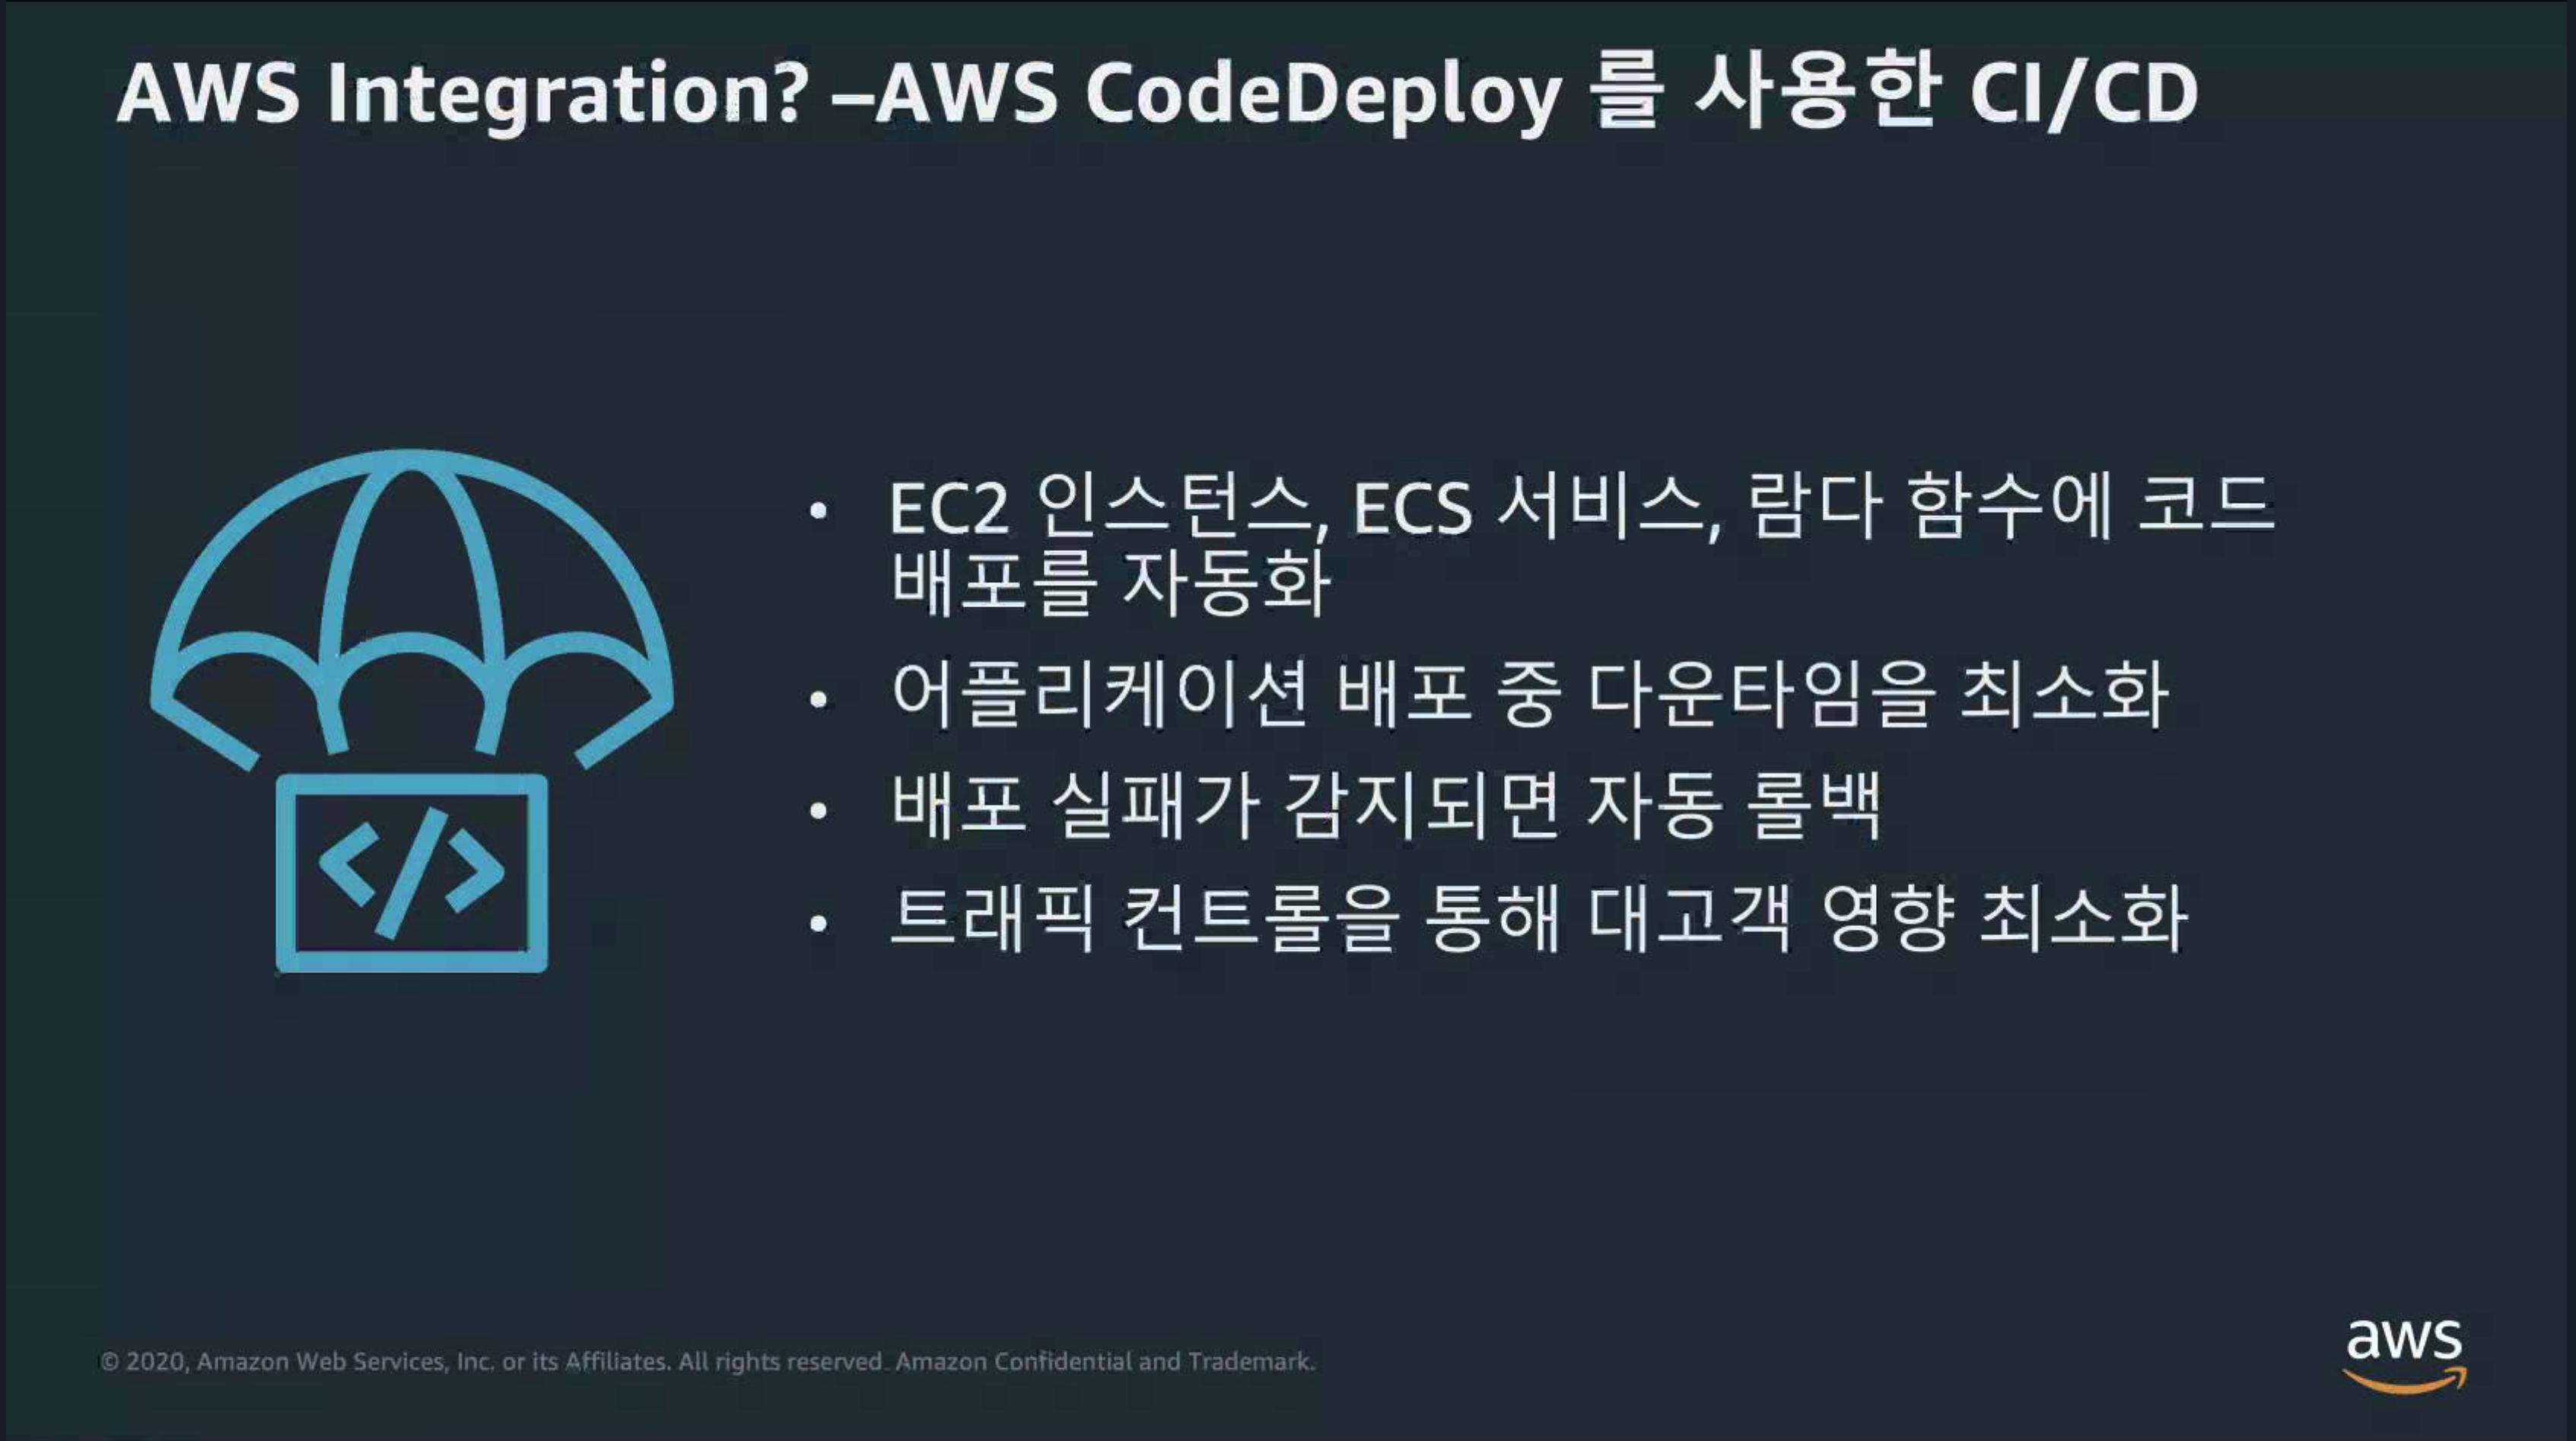 AWS Integration? –AWS CodeDeploy 를 사용한 CI/CD
• EC2 인스턴스, ECS 서비스, 람다 함수에 코드
배포를 자동화
• 어플리케이션 배포 중 다운타임을 최소화
• 배포 실패가 감지되면 자동 롤백
• 트래픽 컨트롤을 통해 대고객 영향 최소화
</>
© 2020, Amazon Web Services, Inc. or its Affiliates. All rights reserved. Amazon Confidential and Trademark.
aws